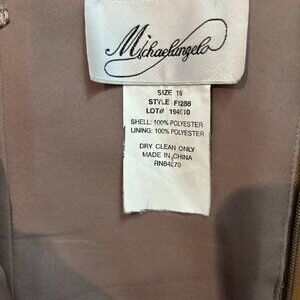 Michaelangelo
SIZE 16
STYLE F1288
LOT# 194010
SHELL: 100% POLYESTER
LINING: 100% POLYESTER
DRY CLEAN ONLY
MADE IN CHINA
RN64270